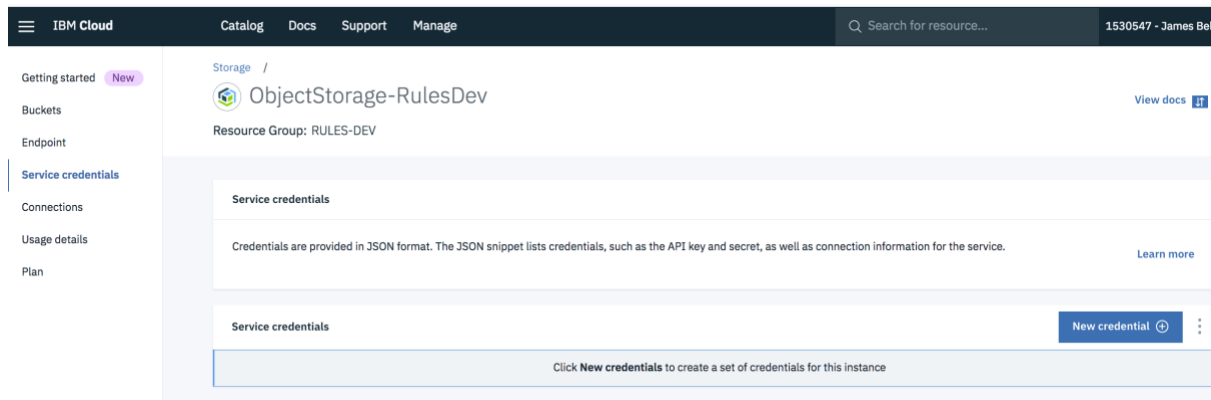 IBM Cloud Catalog Docs Support Manage Search for resource... 1530547 - James Bel
Getting started New
Buckets
Endpoint
Service credentials
Connections
Usage details
Plan
Storage /
ObjectStorage-RulesDev
View docs
Resource Group: RULES-DEV
Service credentials
Credentials are provided in JSON format. The JSON snippet lists credentials, such as the API key and secret, as well as connection information for the service.
Learn more
Service credentials New credential
Click New credentials to create a set of credentials for this instance